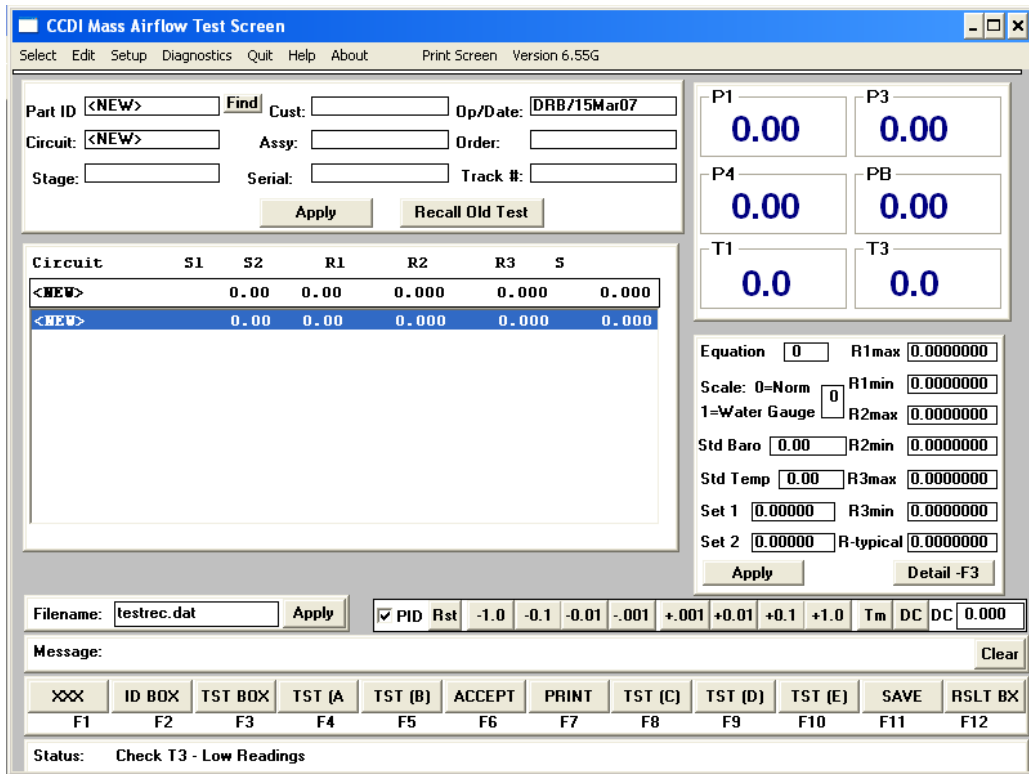 CCDI Mass Airflow Test Screen
Select Edit Setup Diagnostics Quit Help About Print Screen Version 6.55G
Part ID <NEW> Find Cust: Op/Date: DRB/15Mar07
Circuit: <NEW> Assy: Order:
Stage: Serial: Track #:
Apply Recall Old Test
P1 P3
0.00 0.00
P4 PB
0.00 0.00
T1 T3
0.0 0.0
Circuit S1 S2 R1 R2 R3 S
<NEW> 0.00 0.00 0.000 0.000 0.000
<NEW> 0.00 0.00 0.000 0.000 0.000
Equation 0 R1max 0.0000000
Scale: 0=Norm 0 R1min 0.0000000
1=Water Gauge R2max 0.0000000
Std Baro 0.00 R2min 0.0000000
Std Temp 0.00 R3max 0.0000000
Set 1 0.00000 R3min 0.0000000
Set 2 0.00000 R-typical 0.0000000
Apply Detail -F3
Filename: testrec.dat Apply PID Rst -1.0 -0.1 -0.01 -.001 +.001 +0.01 +0.1 +1.0 Tm DC DC 0.000
Message: Clear
XXX ID BOX TST BOX TST (A TST (B) ACCEPT PRINT TST (C) TST (D) TST (E) SAVE RSLT BX
F1 F2 F3 F4 F5 F6 F7 F8 F9 F10 F11 F12
Status: Check T3 - Low Readings